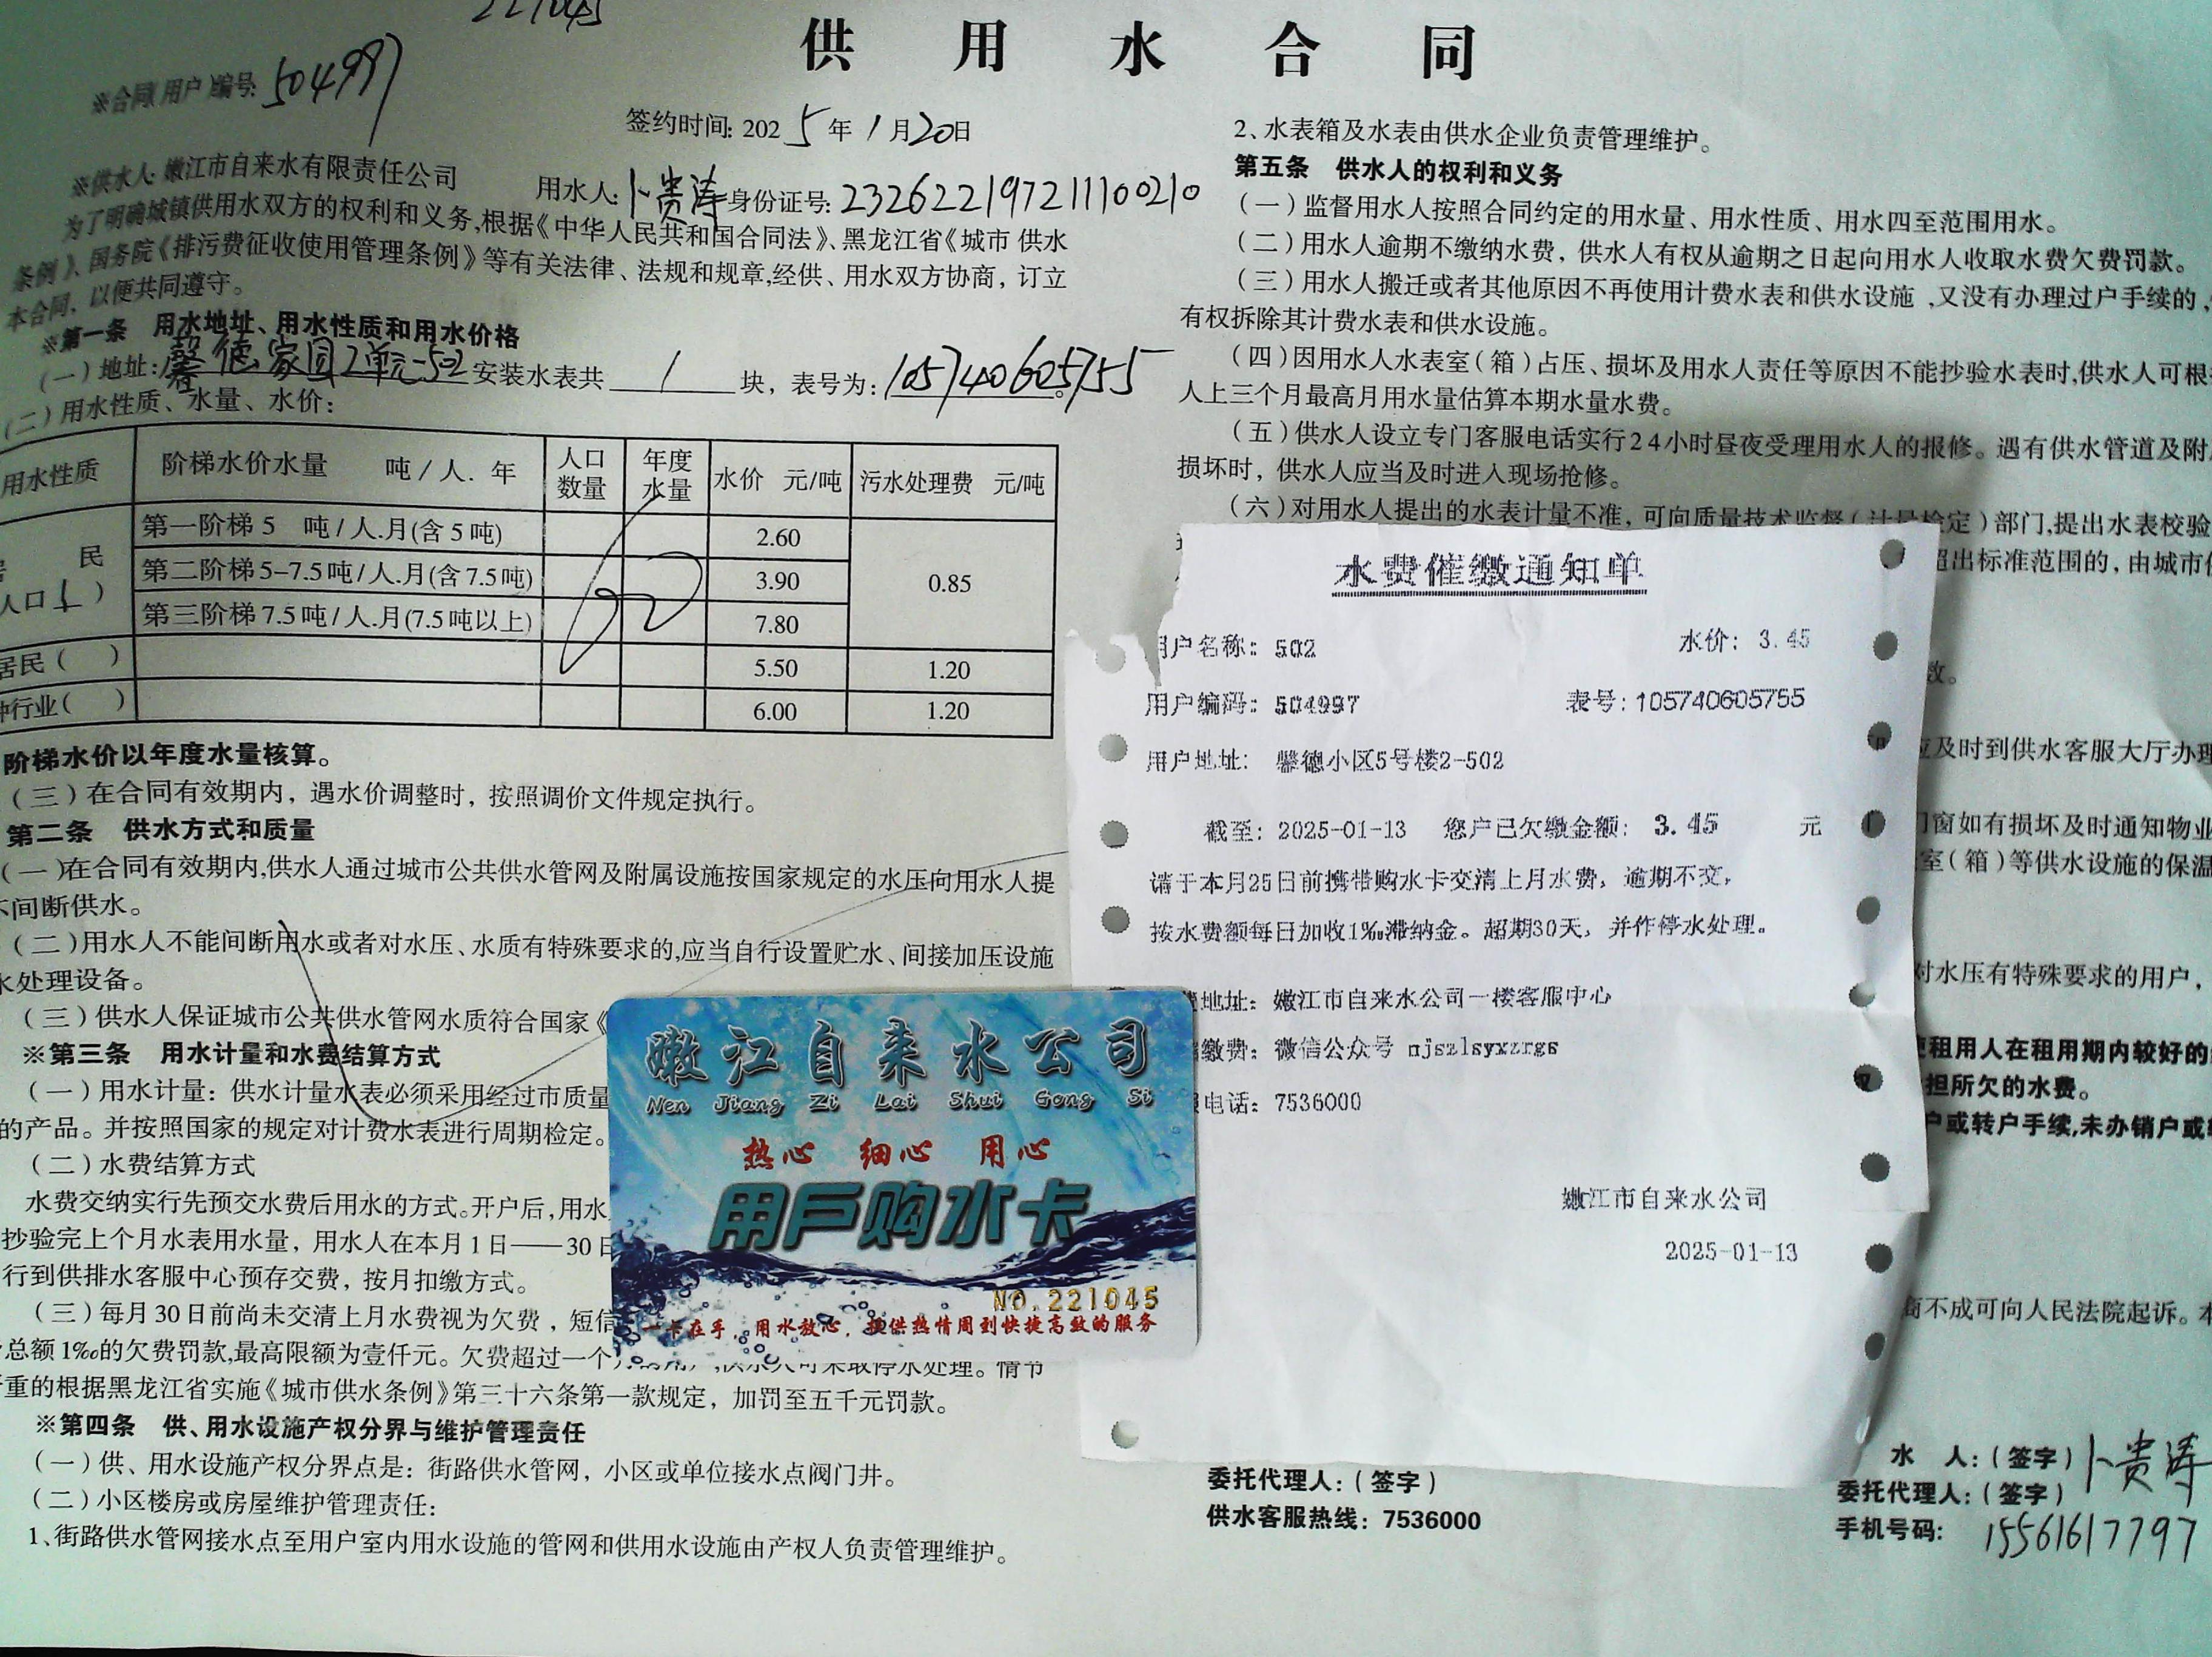 221045
供用水合同
※合同(用户)编号: 504997
签约时间: 2025年1月20日
※供水人: 嫩江市自来水有限责任公司
用水人: 卜贵涛 身份证号: 232622197211100210
为了明确城镇供用水双方的权利和义务,根据《中华人民共和国合同法》、黑龙江省《城市供水
条例》、国务院《排污费征收使用管理条例》等有关法律、法规和规章,经供、用水双方协商,订立
本合同,以便共同遵守。
※第一条 用水地址、用水性质和用水价格
(一)地址: 馨德家园2单元-502 安装水表共 1 块,表号为: 105740605755
(二)用水性质、水量、水价:
用水性质 阶梯水价水量 吨/人.年 人口数量 年度水量 水价 元/吨 污水处理费 元/吨
民 第一阶梯5 吨/人.月(含5吨) 2.60 0.85
第二阶梯5-7.5吨/人.月(含7.5吨) 3.90
人口 ) 第三阶梯7.5吨/人.月(7.5吨以上) 7.80
居民( ) 5.50 1.20
种行业( ) 6.00 1.20
阶梯水价以年度水量核算。
(三)在合同有效期内,遇水价调整时,按照调价文件规定执行。
第二条 供水方式和质量
(一)在合同有效期内,供水人通过城市公共供水管网及附属设施按国家规定的水压向用水人提
不间断供水。
(二)用水人不能间断用水或者对水压、水质有特殊要求的,应当自行设置贮水、间接加压设施
水处理设备。
(三)供水人保证城市公共供水管网水质符合国家《
※第三条 用水计量和水费结算方式
(一)用水计量:供水计量水表必须采用经过市质量
的产品。并按照国家的规定对计费水表进行周期检定。
(二)水费结算方式
水费交纳实行先预交水费后用水的方式。开户后,用水
抄验完上个月水表用水量,用水人在本月1日——30日
行到供排水客服中心预存交费,按月扣缴方式。
(三)每月30日前尚未交清上月水费视为欠费,短信
总额1‰的欠费罚款,最高限额为壹仟元。欠费超过一个
供水人可采取停水处理。情节
重的根据黑龙江省实施《城市供水条例》第三十六条第一款规定,加罚至五千元罚款。
※第四条 供、用水设施产权分界与维护管理责任
(一)供、用水设施产权分界点是:街路供水管网,小区或单位接水点阀门井。
(二)小区楼房或房屋维护管理责任:
1、街路供水管网接水点至用户室内用水设施的管网和供用水设施由产权人负责管理维护。
2、水表箱及水表由供水企业负责管理维护。
第五条 供水人的权利和义务
(一)监督用水人按照合同约定的用水量、用水性质、用水四至范围用水。
(二)用水人逾期不缴纳水费,供水人有权从逾期之日起向用水人收取水费欠费罚款。
(三)用水人搬迁或者其他原因不再使用计费水表和供水设施,又没有办理过户手续的,
有权拆除其计费水表和供水设施。
(四)因用水人水表室(箱)占压、损坏及用水人责任等原因不能抄验水表时,供水人可根
人上三个月最高月用水量估算本期水量水费。
(五)供水人设立专门客服电话实行24小时昼夜受理用水人的报修。遇有供水管道及附
损坏时,供水人应当及时进入现场抢修。
(六)对用水人提出的水表计量不准,可向质量技术监督(计量检定)部门,提出水表校验
超出标准范围的,由城市
效。
应及时到供水客服大厅办理
门窗如有损坏及时通知物业
室(箱)等供水设施的保温
对水压有特殊要求的用户,
租用人在租用期内较好的
担所欠的水费。
户或转户手续,未办销户或
商不成可向人民法院起诉。本
水费催缴通知单
用户名称: 502 水价: 3.45
用户编码: 504997 表号:105740605755
用户地址: 馨德小区5号楼2-502
截至: 2025-01-13 您户已欠缴金额: 3.45 元
请于本月25日前携带购水卡交清上月水费,逾期不交,
按水费额每日加收1‰滞纳金。超期30天,并作停水处理。
地址: 嫩江市自来水公司一楼客服中心
缴费: 微信公众号 njszlsyxzrgs
电话: 7536000
嫩江市自来水公司
2025-01-13
嫩江自来水公司
Nen Jiang Zi Lai Shui Gong Si
热心 细心 用心
用户购水卡
NO.221045
一卡在手,用水放心,提供热情周到快捷高效的服务
委托代理人:(签字)
供水客服热线: 7536000
水 人:(签字) 卜贵涛
委托代理人:(签字)
手机号码: 15561617797